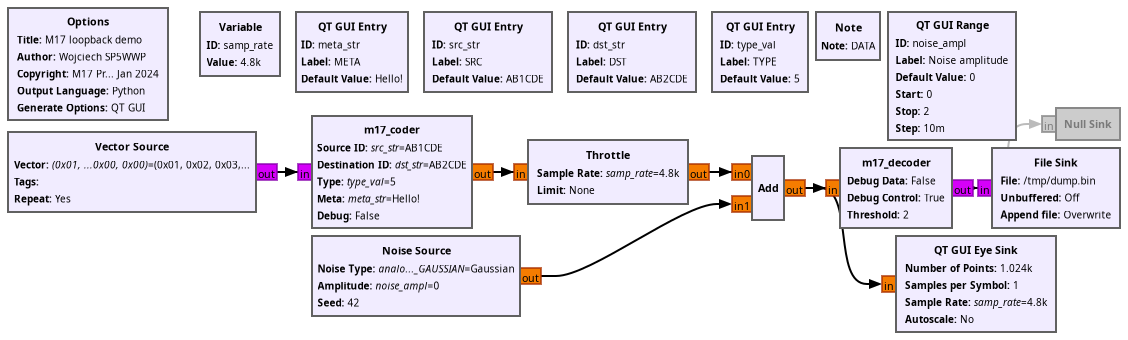 Options
Title: M17 loopback demo
Author: Wojciech SP5WWP
Copyright: M17 Pr... Jan 2024
Output Language: Python
Generate Options: QT GUI
Variable
ID: samp_rate
Value: 4.8k
QT GUI Entry
ID: meta_str
Label: META
Default Value: Hello!
QT GUI Entry
ID: src_str
Label: SRC
Default Value: AB1CDE
QT GUI Entry
ID: dst_str
Label: DST
Default Value: AB2CDE
QT GUI Entry
ID: type_val
Label: TYPE
Default Value: 5
Note
Note: DATA
QT GUI Range
ID: noise_ampl
Label: Noise amplitude
Default Value: 0
Start: 0
Stop: 2
Step: 10m
in
Null Sink
Vector Source
Vector: (0x01, ...0x00, 0x00)=(0x01, 0x02, 0x03,...
Tags:
Repeat: Yes
out
in
m17_coder
Source ID: src_str=AB1CDE
Destination ID: dst_str=AB2CDE
Type: type_val=5
Meta: meta_str=Hello!
Debug: False
out
in
Throttle
Sample Rate: samp_rate=4.8k
Limit: None
out
in0
in1
Add
out
in
m17_decoder
Debug Data: False
Debug Control: True
Threshold: 2
out
in
File Sink
File: /tmp/dump.bin
Unbuffered: Off
Append file: Overwrite
Noise Source
Noise Type: analo..._GAUSSIAN=Gaussian
Amplitude: noise_ampl=0
Seed: 42
out
in
QT GUI Eye Sink
Number of Points: 1.024k
Samples per Symbol: 1
Sample Rate: samp_rate=4.8k
Autoscale: No